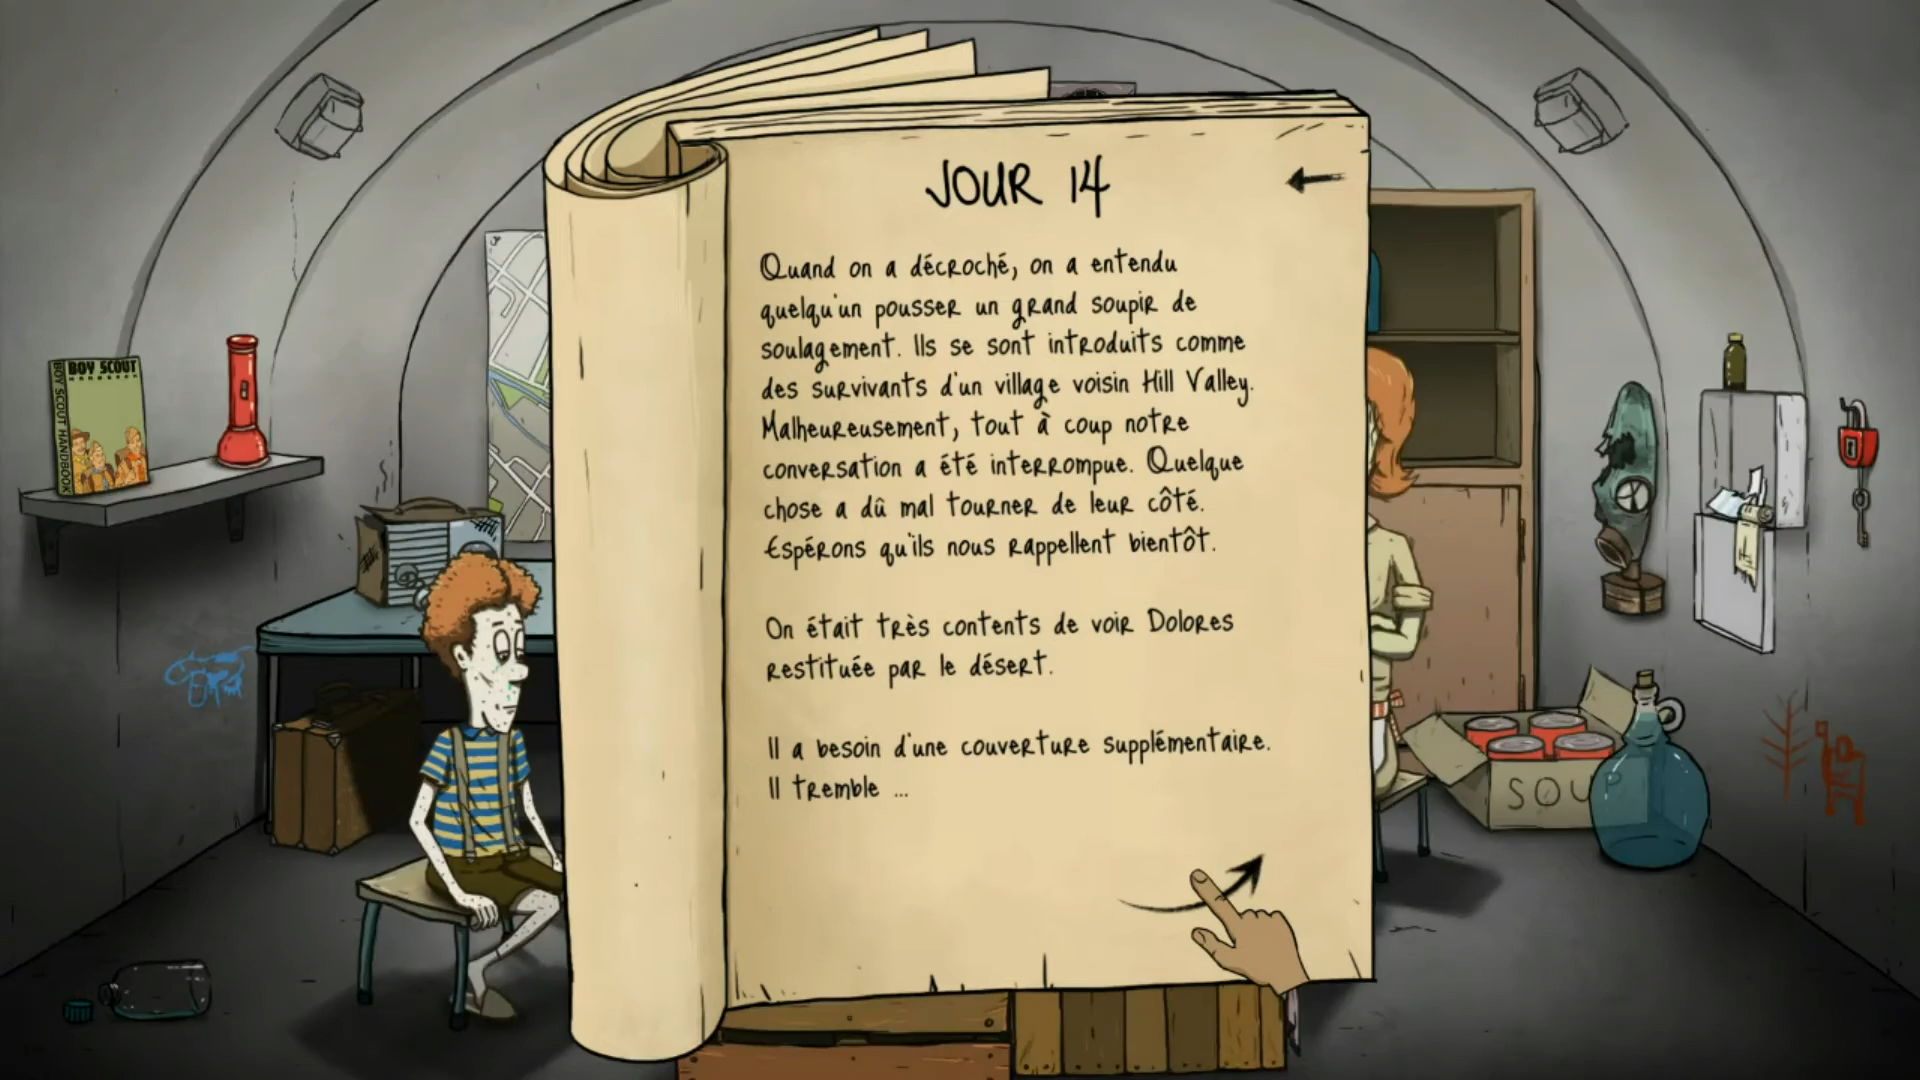 JOUR 14
Quand on a décroché, on a entendu
quelqu'un pousser un grand soupir de
soulagement. Ils se sont introduits comme
des survivants d'un village voisin Hill Valley.
Malheureusement, tout à coup notre
conversation a été interrompue. Quelque
chose a dû mal tourner de leur côté.
Espérons qu'ils nous rappellent bientôt.
On était très contents de voir Dolores
restituée par le désert.
Il a besoin d'une couverture supplémentaire.
Il tremble ...
BOY SCOUT
HANDBOOK
BOY SCOUT HANDBOOK
SOU